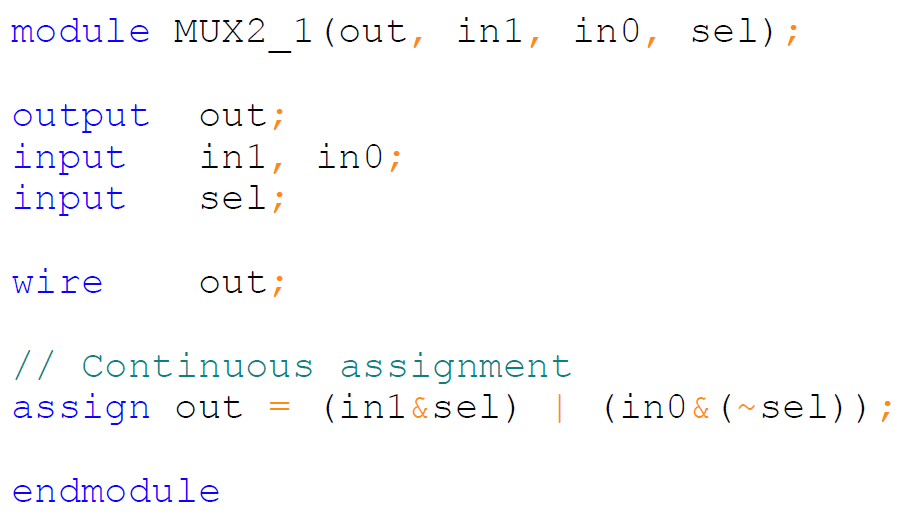 module MUX2_1(out, in1, in0, sel);
output  out;
input   in1, in0;
input   sel;
wire    out;
// Continuous assignment
assign out = (in1&sel) | (in0&(~sel));
endmodule